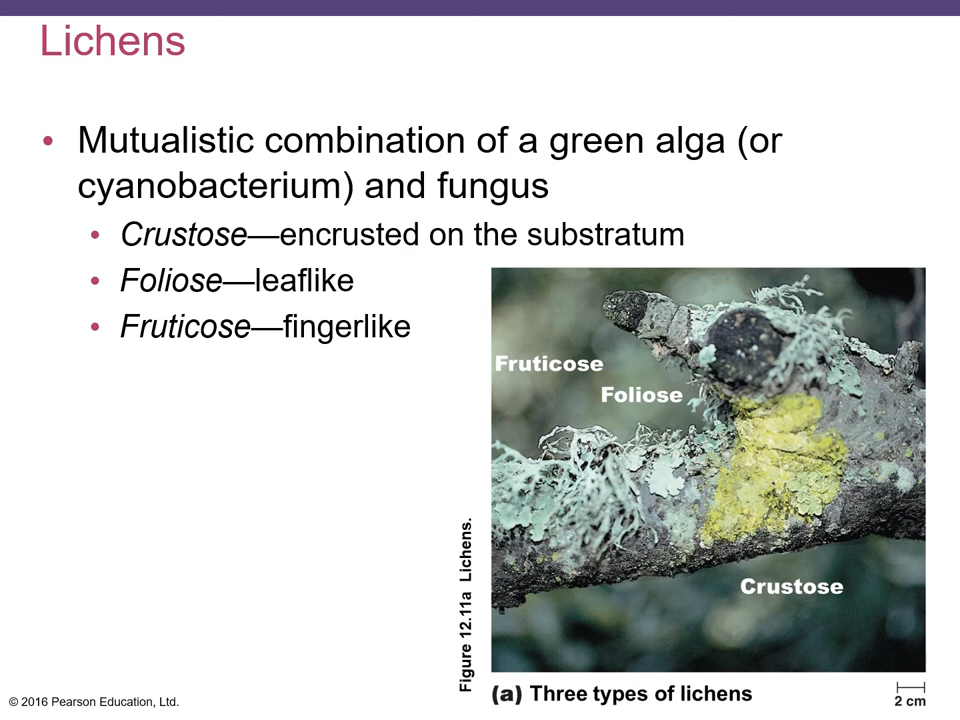 Lichens
• Mutualistic combination of a green alga (or
cyanobacterium) and fungus
• Crustose—encrusted on the substratum
• Foliose—leaflike
• Fruticose—fingerlike
Fruticose
Foliose
Crustose
Figure 12.11a Lichens.
(a) Three types of lichens
2 cm
© 2016 Pearson Education, Ltd.